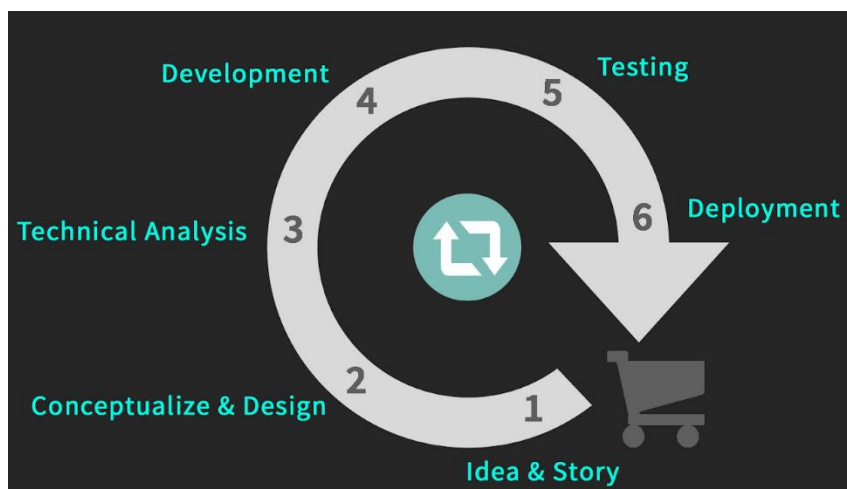 Development
4
5
Testing
Technical Analysis
3
6
Deployment
Conceptualize & Design
2
1
Idea & Story